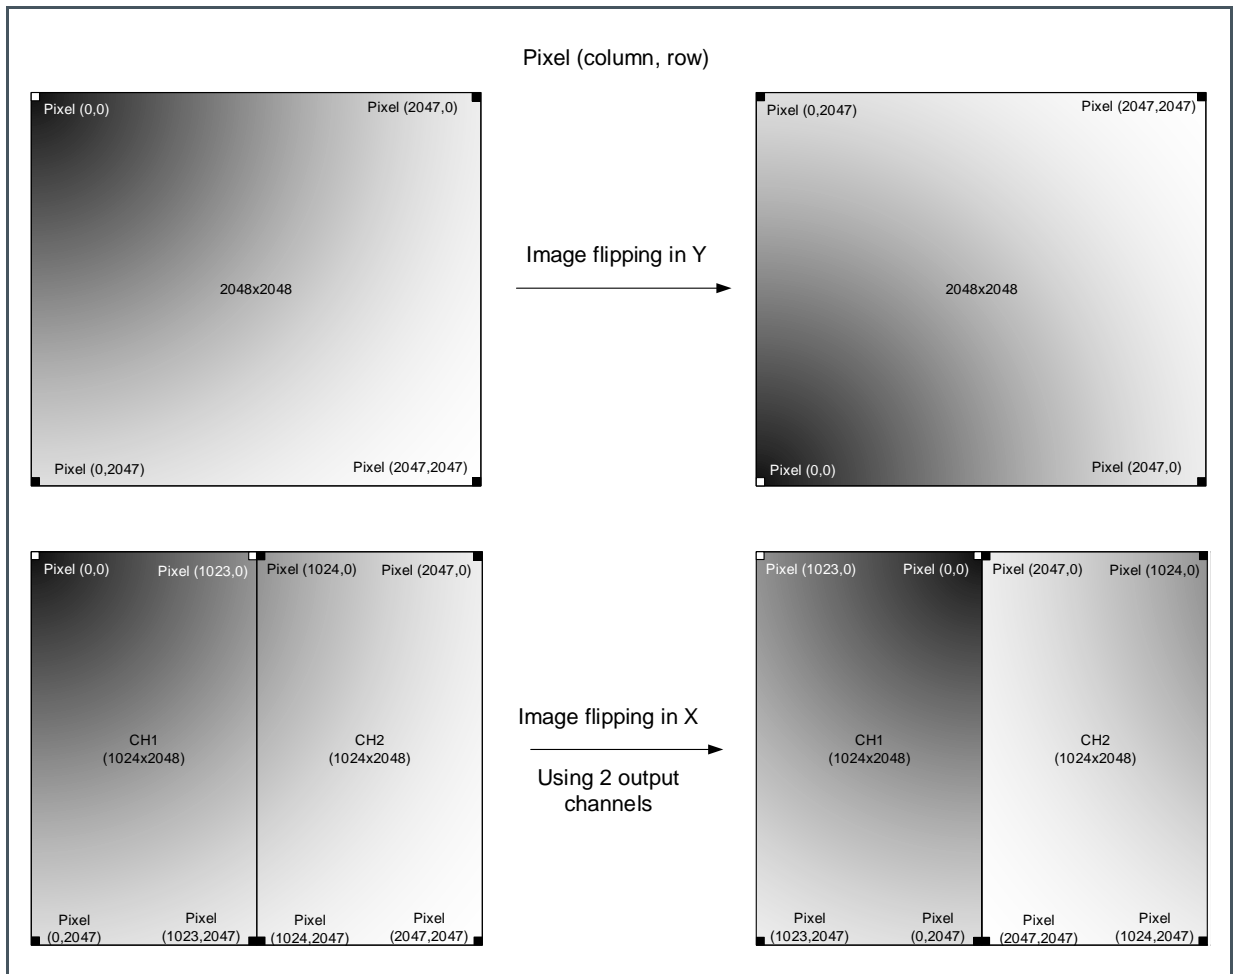 Pixel (column, row)
Pixel (0,0)
Pixel (2047,0)
2048x2048
Pixel (0,2047)
Pixel (2047,2047)
Image flipping in Y
Pixel (0,2047)
Pixel (2047,2047)
2048x2048
Pixel (0,0)
Pixel (2047,0)
Pixel (0,0)
Pixel (1023,0)
Pixel (1024,0)
Pixel (2047,0)
CH1
(1024x2048)
CH2
(1024x2048)
Pixel
(0,2047)
Pixel
(1023,2047)
Pixel
(1024,2047)
Pixel
(2047,2047)
Image flipping in X
Using 2 output
channels
Pixel (1023,0)
Pixel (0,0)
Pixel (2047,0)
Pixel (1024,0)
CH1
(1024x2048)
CH2
(1024x2048)
Pixel
(1023,2047)
Pixel
(0,2047)
Pixel
(2047,2047)
Pixel
(1024,2047)